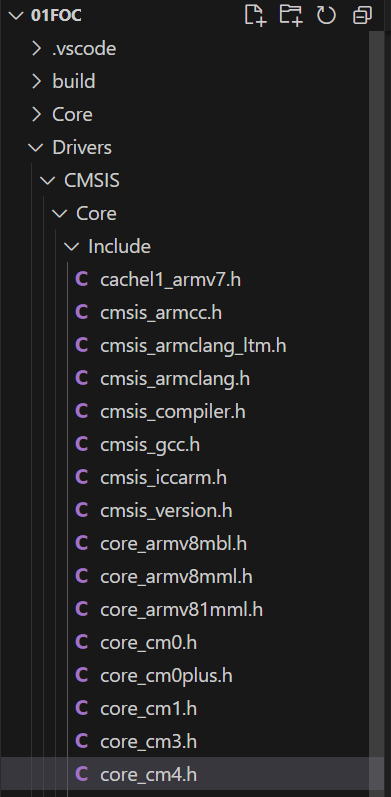 01FOC
.vscode
build
Core
Drivers
CMSIS
Core
Include
C cachel1_armv7.h
C cmsis_armcc.h
C cmsis_armclang_ltm.h
C cmsis_armclang.h
C cmsis_compiler.h
C cmsis_gcc.h
C cmsis_iccarm.h
C cmsis_version.h
C core_armv8mbl.h
C core_armv8mml.h
C core_armv81mml.h
C core_cm0.h
C core_cm0plus.h
C core_cm1.h
C core_cm3.h
C core_cm4.h